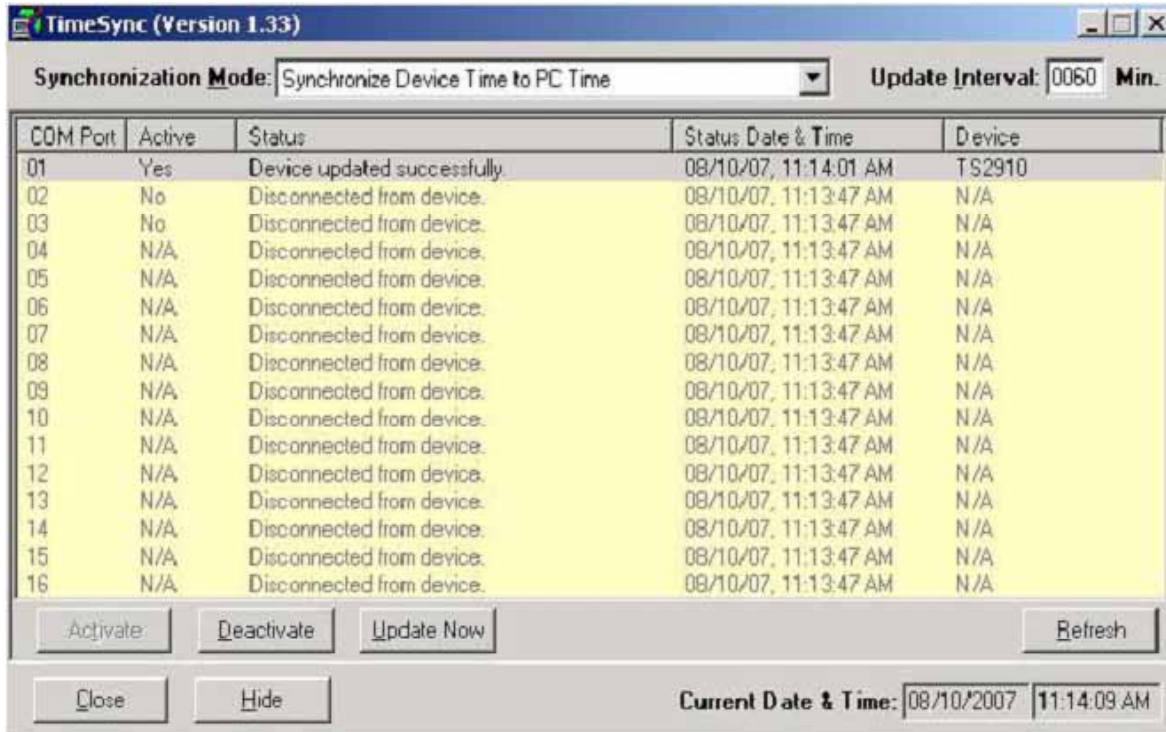 TimeSync (Version 1.33)
Synchronization Mode: Synchronize Device Time to PC Time Update Interval: 0060 Min.
COM Port Active Status Status Date & Time Device
01 Yes Device updated successfully. 08/10/07, 11:14:01 AM TS2910
02 No Disconnected from device. 08/10/07, 11:13:47 AM N/A
03 No Disconnected from device. 08/10/07, 11:13:47 AM N/A
04 N/A Disconnected from device. 08/10/07, 11:13:47 AM N/A
05 N/A Disconnected from device. 08/10/07, 11:13:47 AM N/A
06 N/A Disconnected from device. 08/10/07, 11:13:47 AM N/A
07 N/A Disconnected from device. 08/10/07, 11:13:47 AM N/A
08 N/A Disconnected from device. 08/10/07, 11:13:47 AM N/A
09 N/A Disconnected from device. 08/10/07, 11:13:47 AM N/A
10 N/A Disconnected from device. 08/10/07, 11:13:47 AM N/A
11 N/A Disconnected from device. 08/10/07, 11:13:47 AM N/A
12 N/A Disconnected from device. 08/10/07, 11:13:47 AM N/A
13 N/A Disconnected from device. 08/10/07, 11:13:47 AM N/A
14 N/A Disconnected from device. 08/10/07, 11:13:47 AM N/A
15 N/A Disconnected from device. 08/10/07, 11:13:47 AM N/A
16 N/A Disconnected from device. 08/10/07, 11:13:47 AM N/A
Activate Deactivate Update Now Refresh
Close Hide Current Date & Time: 08/10/2007 11:14:09 AM